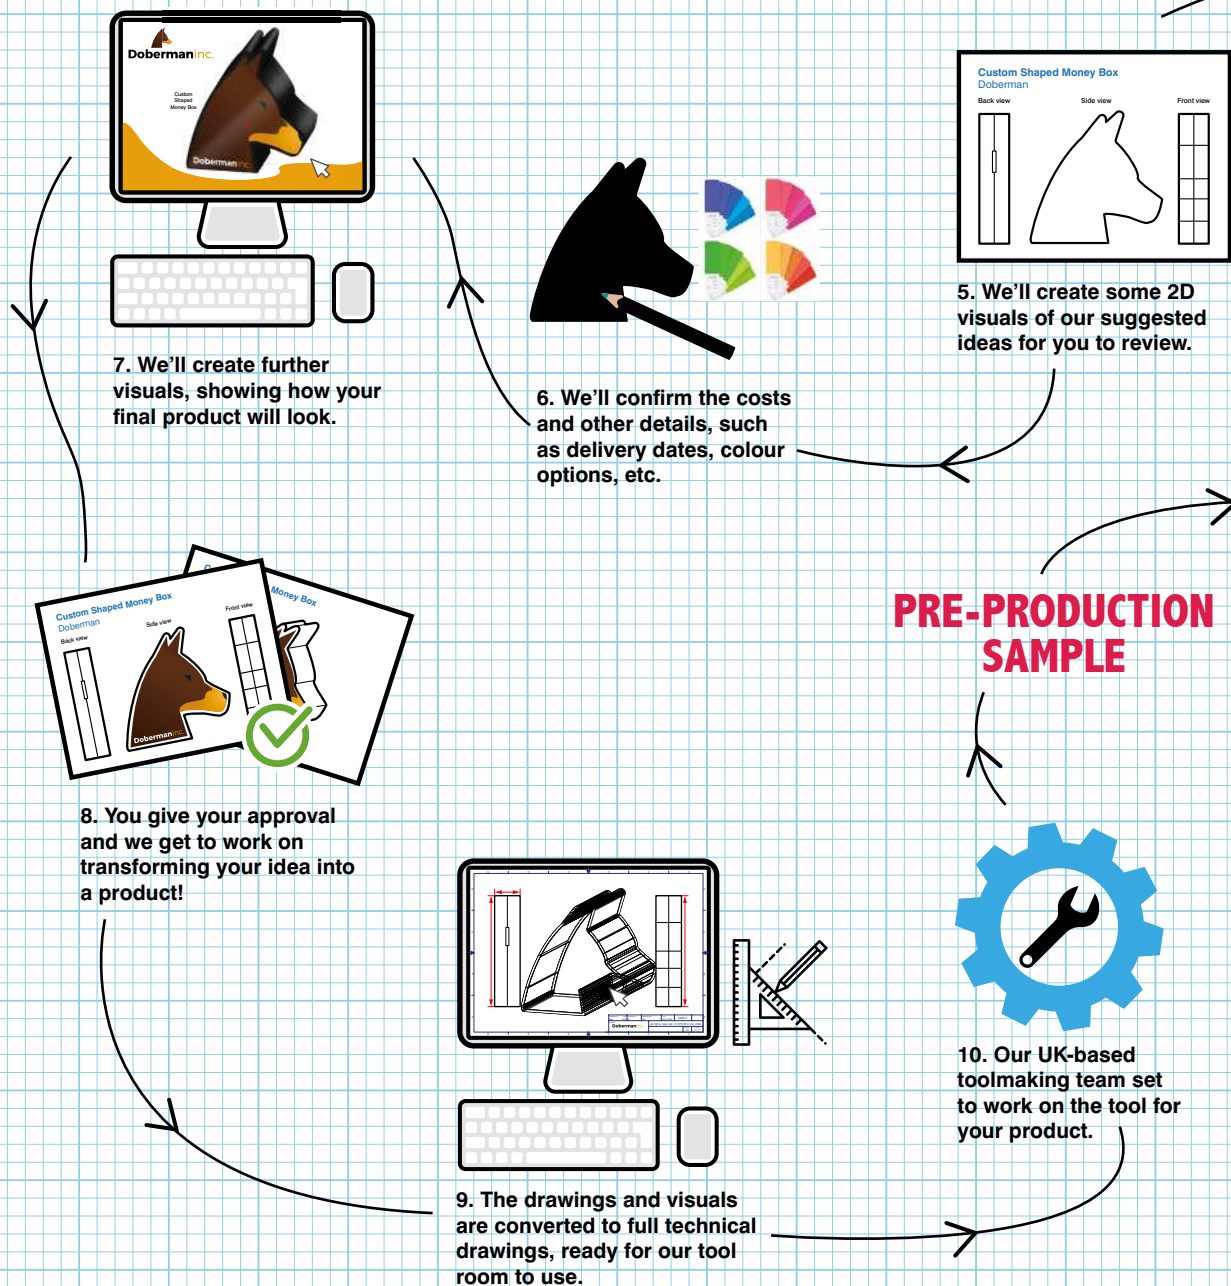 Dobermaninc.
Custom
Shaped
Money Box
Dobermaninc.
7. We'll create further
visuals, showing how your
final product will look.
6. We'll confirm the costs
and other details, such
as delivery dates, colour
options, etc.
Custom Shaped Money Box
Doberman
Back view
Side view
Front view
5. We'll create some 2D
visuals of our suggested
ideas for you to review.
Custom Shaped Money Box
Doberman
Back view
Side view
Front view
Dobermaninc.
Money Box
8. You give your approval
and we get to work on
transforming your idea into
a product!
Dobermaninc.
9. The drawings and visuals
are converted to full technical
drawings, ready for our tool
room to use.
10. Our UK-based
toolmaking team set
to work on the tool for
your product.
PRE-PRODUCTION
SAMPLE